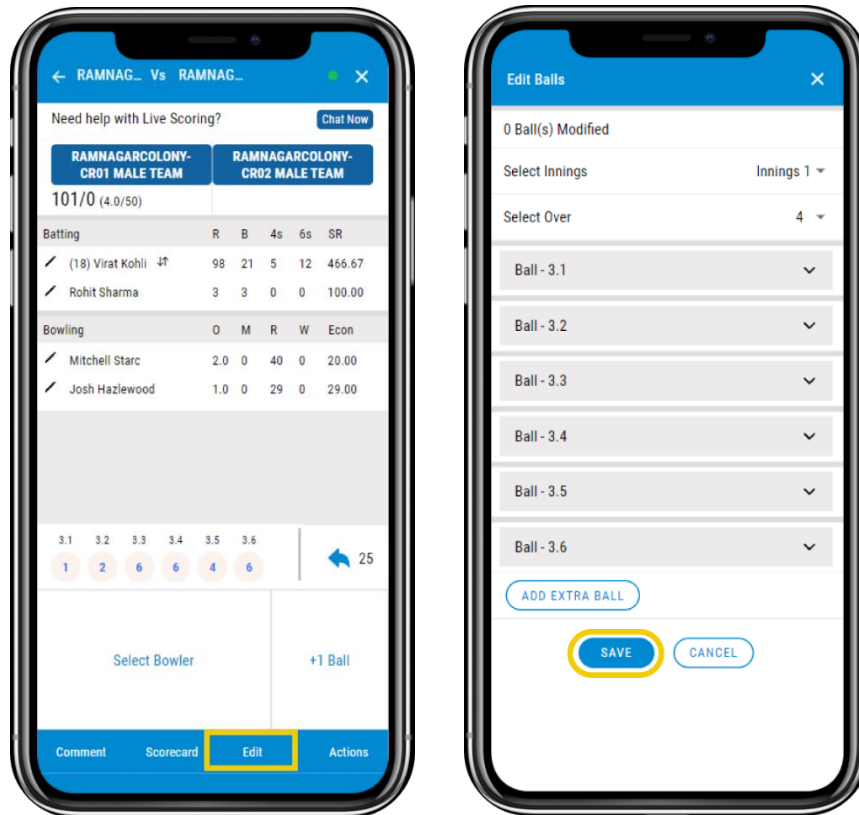 RAMNAG... Vs RAMNAG...
Need help with Live Scoring? Chat Now
RAMNAGARCOLONY-CR01 MALE TEAM
RAMNAGARCOLONY-CR02 MALE TEAM
101/0 (4.0/50)
Batting R B 4s 6s SR
(18) Virat Kohli 98 21 5 12 466.67
Rohit Sharma 3 3 0 0 100.00
Bowling O M R W Econ
Mitchell Starc 2.0 0 40 0 20.00
Josh Hazlewood 1.0 0 29 0 29.00
3.1 3.2 3.3 3.4 3.5 3.6
1 2 6 6 4 6 25
Select Bowler +1 Ball
Comment Scorecard Edit Actions
Edit Balls
0 Ball(s) Modified
Select Innings Innings 1
Select Over 4
Ball - 3.1
Ball - 3.2
Ball - 3.3
Ball - 3.4
Ball - 3.5
Ball - 3.6
ADD EXTRA BALL
SAVE CANCEL